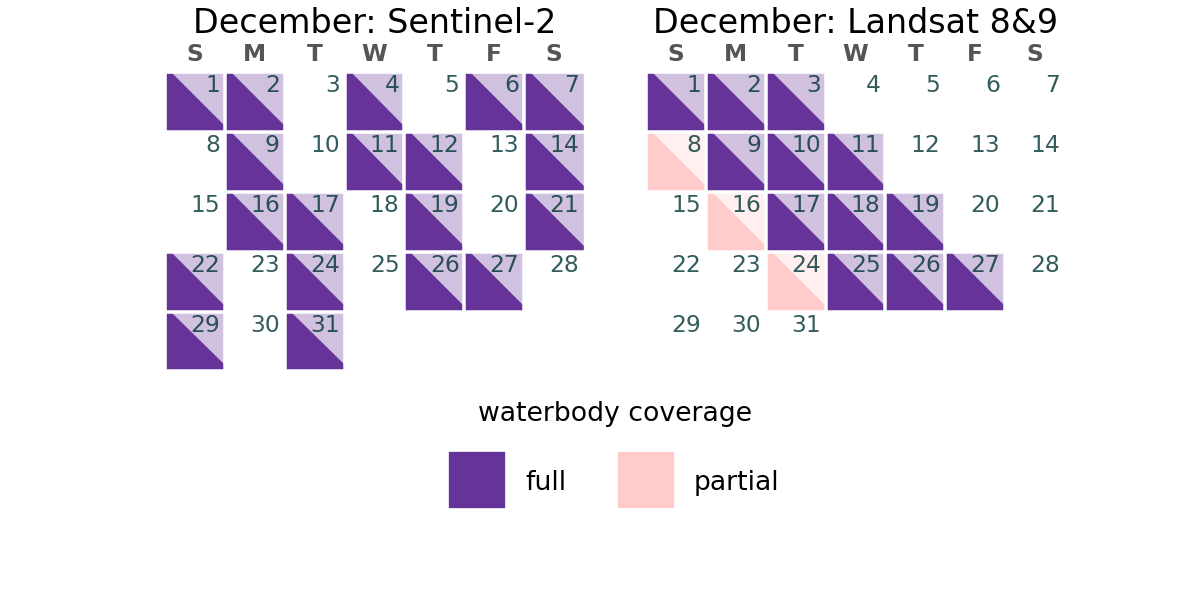 December: Sentinel-2
S M T W T F S
1 2 3 4 5 6 7
8 9 10 11 12 13 14
15 16 17 18 19 20 21
22 23 24 25 26 27 28
29 30 31
December: Landsat 8&9
S M T W T F S
1 2 3 4 5 6 7
8 9 10 11 12 13 14
15 16 17 18 19 20 21
22 23 24 25 26 27 28
29 30 31
waterbody coverage
full partial